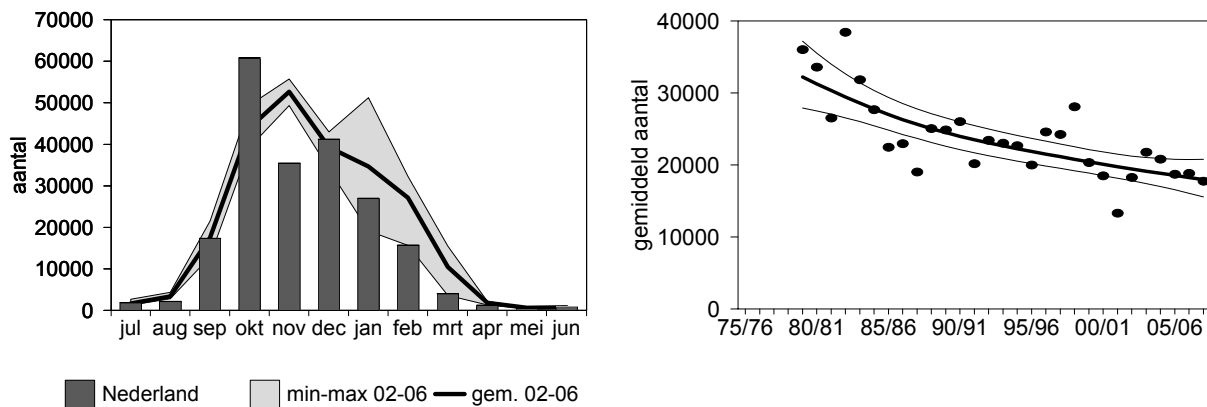 70000
60000
50000
40000
30000
20000
10000
0
aantal
jul aug sep okt nov dec jan feb mrt apr mei jun
Nederland min-max 02-06 gem. 02-06
40000
30000
20000
10000
0
gemiddeld aantal
75/76 80/81 85/86 90/91 95/96 00/01 05/06